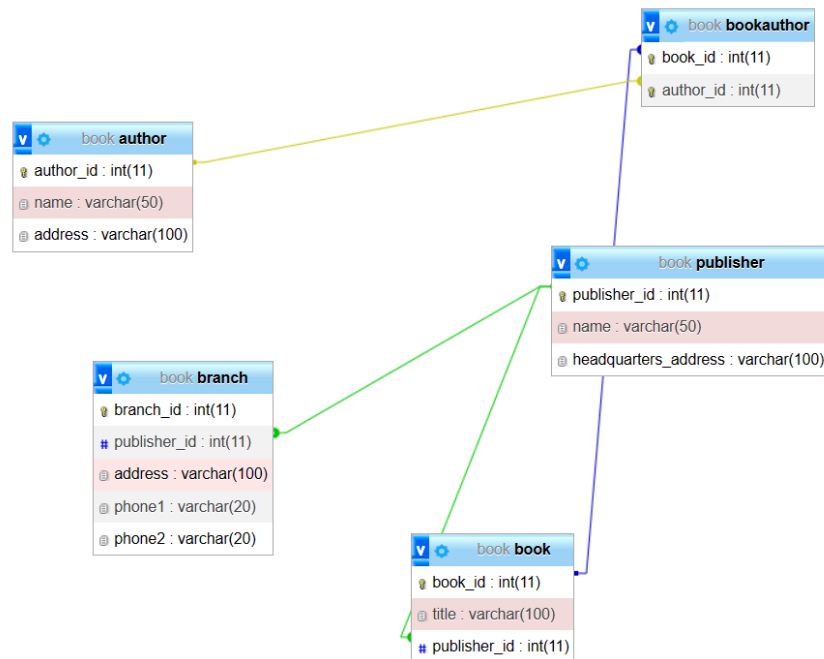 book bookauthor
book_id : int(11)
author_id : int(11)
book author
author_id : int(11)
name : varchar(50)
address : varchar(100)
book publisher
publisher_id : int(11)
name : varchar(50)
headquarters_address : varchar(100)
book branch
branch_id : int(11)
# publisher_id : int(11)
address : varchar(100)
phone1 : varchar(20)
phone2 : varchar(20)
book book
book_id : int(11)
title : varchar(100)
# publisher_id : int(11)